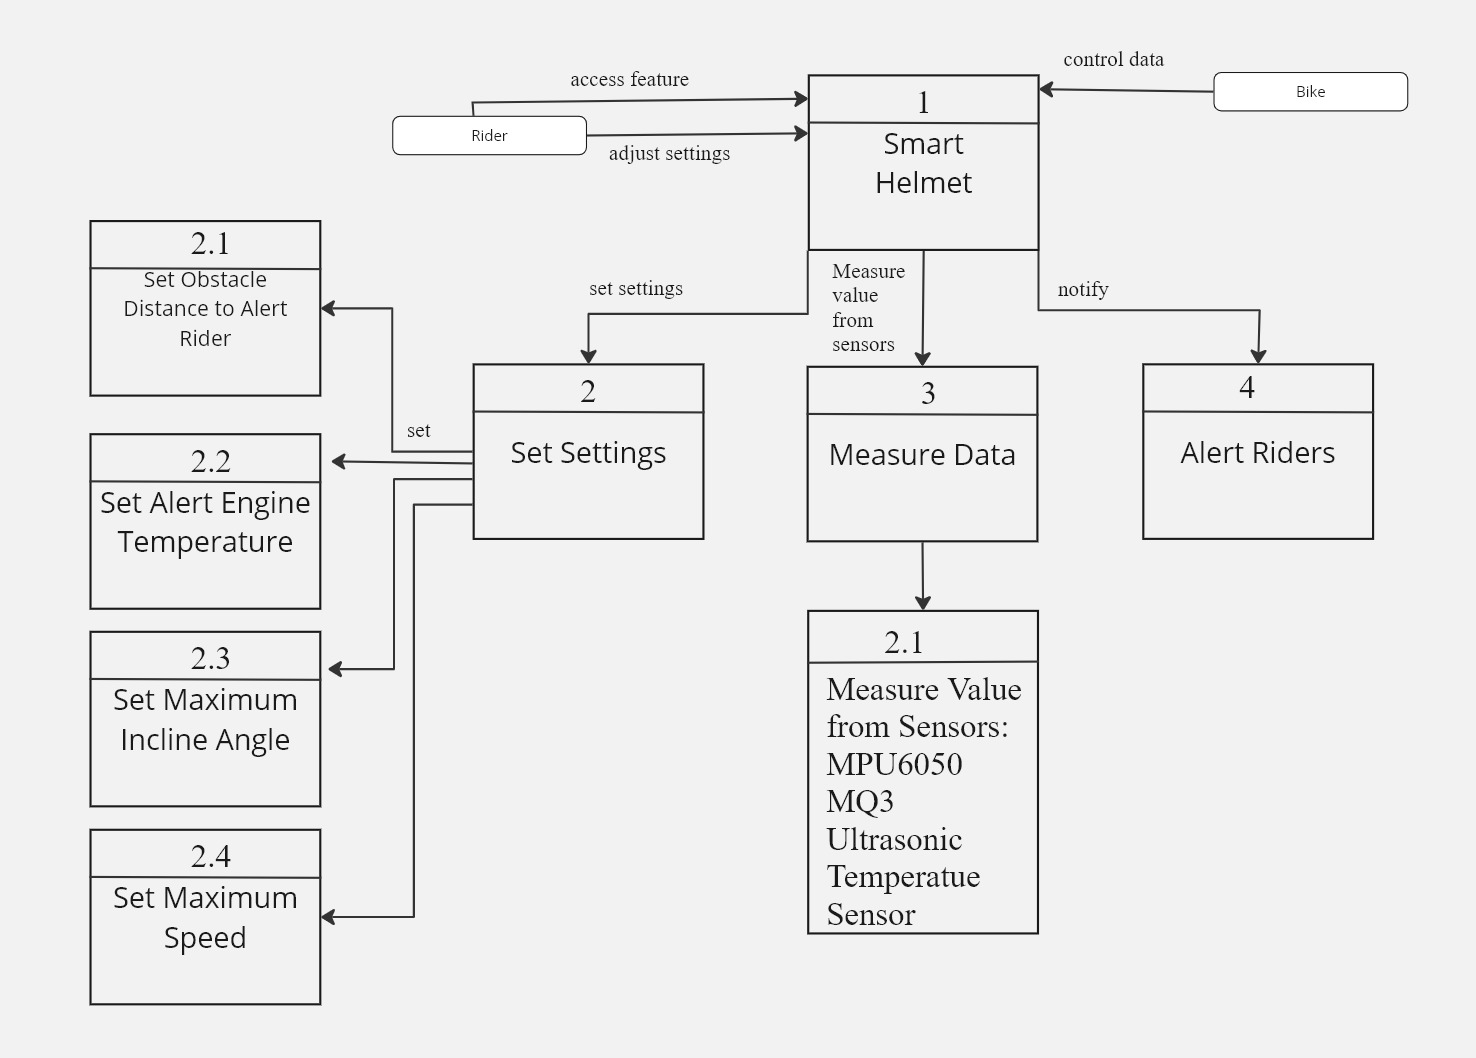 control data
access feature
Bike
1
Rider
Smart
Helmet
adjust settings
2.1
Set Obstacle
Distance to Alert
Rider
set settings
Measure
value
from
sensors
notify
2
Set Settings
3
Measure Data
4
Alert Riders
set
2.2
Set Alert Engine
Temperature
2.3
Set Maximum
Incline Angle
2.1
Measure Value
from Sensors:
MPU6050
MQ3
Ultrasonic
Temperatue
Sensor
2.4
Set Maximum
Speed